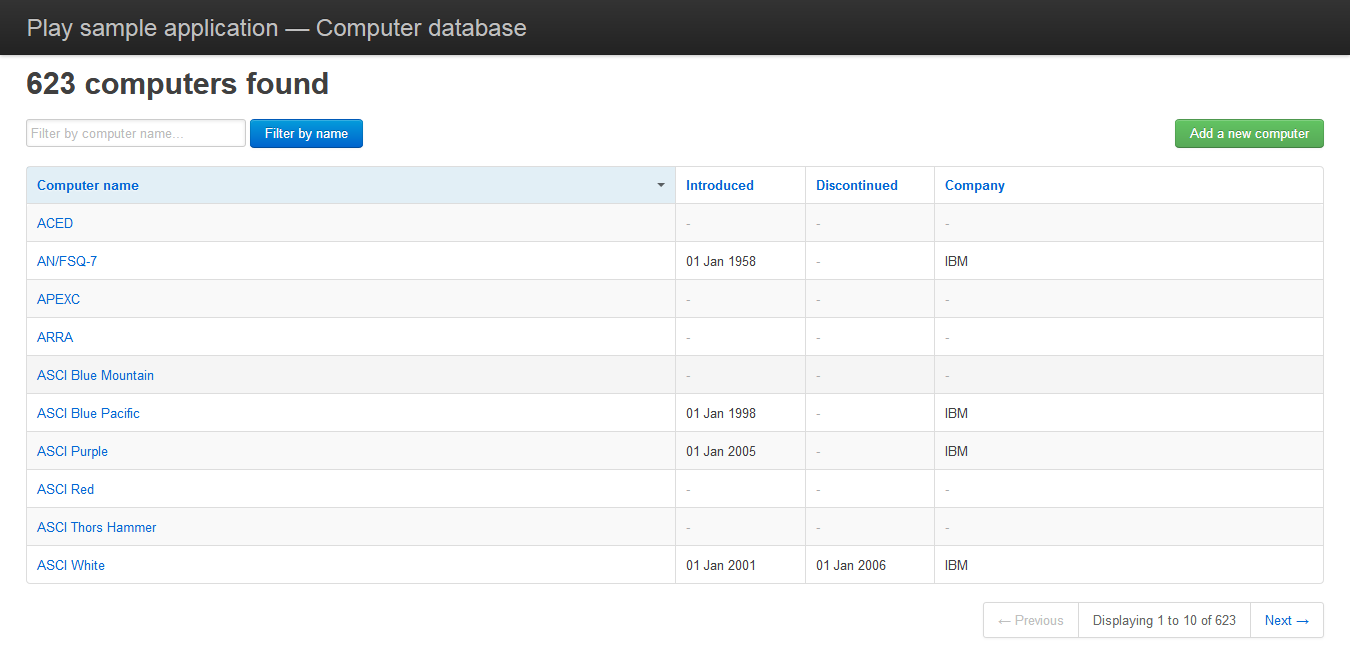 Play sample application — Computer database
623 computers found
Filter by computer name... Filter by name Add a new computer
Computer name Introduced Discontinued Company
ACED - - -
AN/FSQ-7 01 Jan 1958 - IBM
APEXC - - -
ARRA - - -
ASCI Blue Mountain - - -
ASCI Blue Pacific 01 Jan 1998 - IBM
ASCI Purple 01 Jan 2005 - IBM
ASCI Red - - -
ASCI Thors Hammer - - -
ASCI White 01 Jan 2001 01 Jan 2006 IBM
← Previous Displaying 1 to 10 of 623 Next →